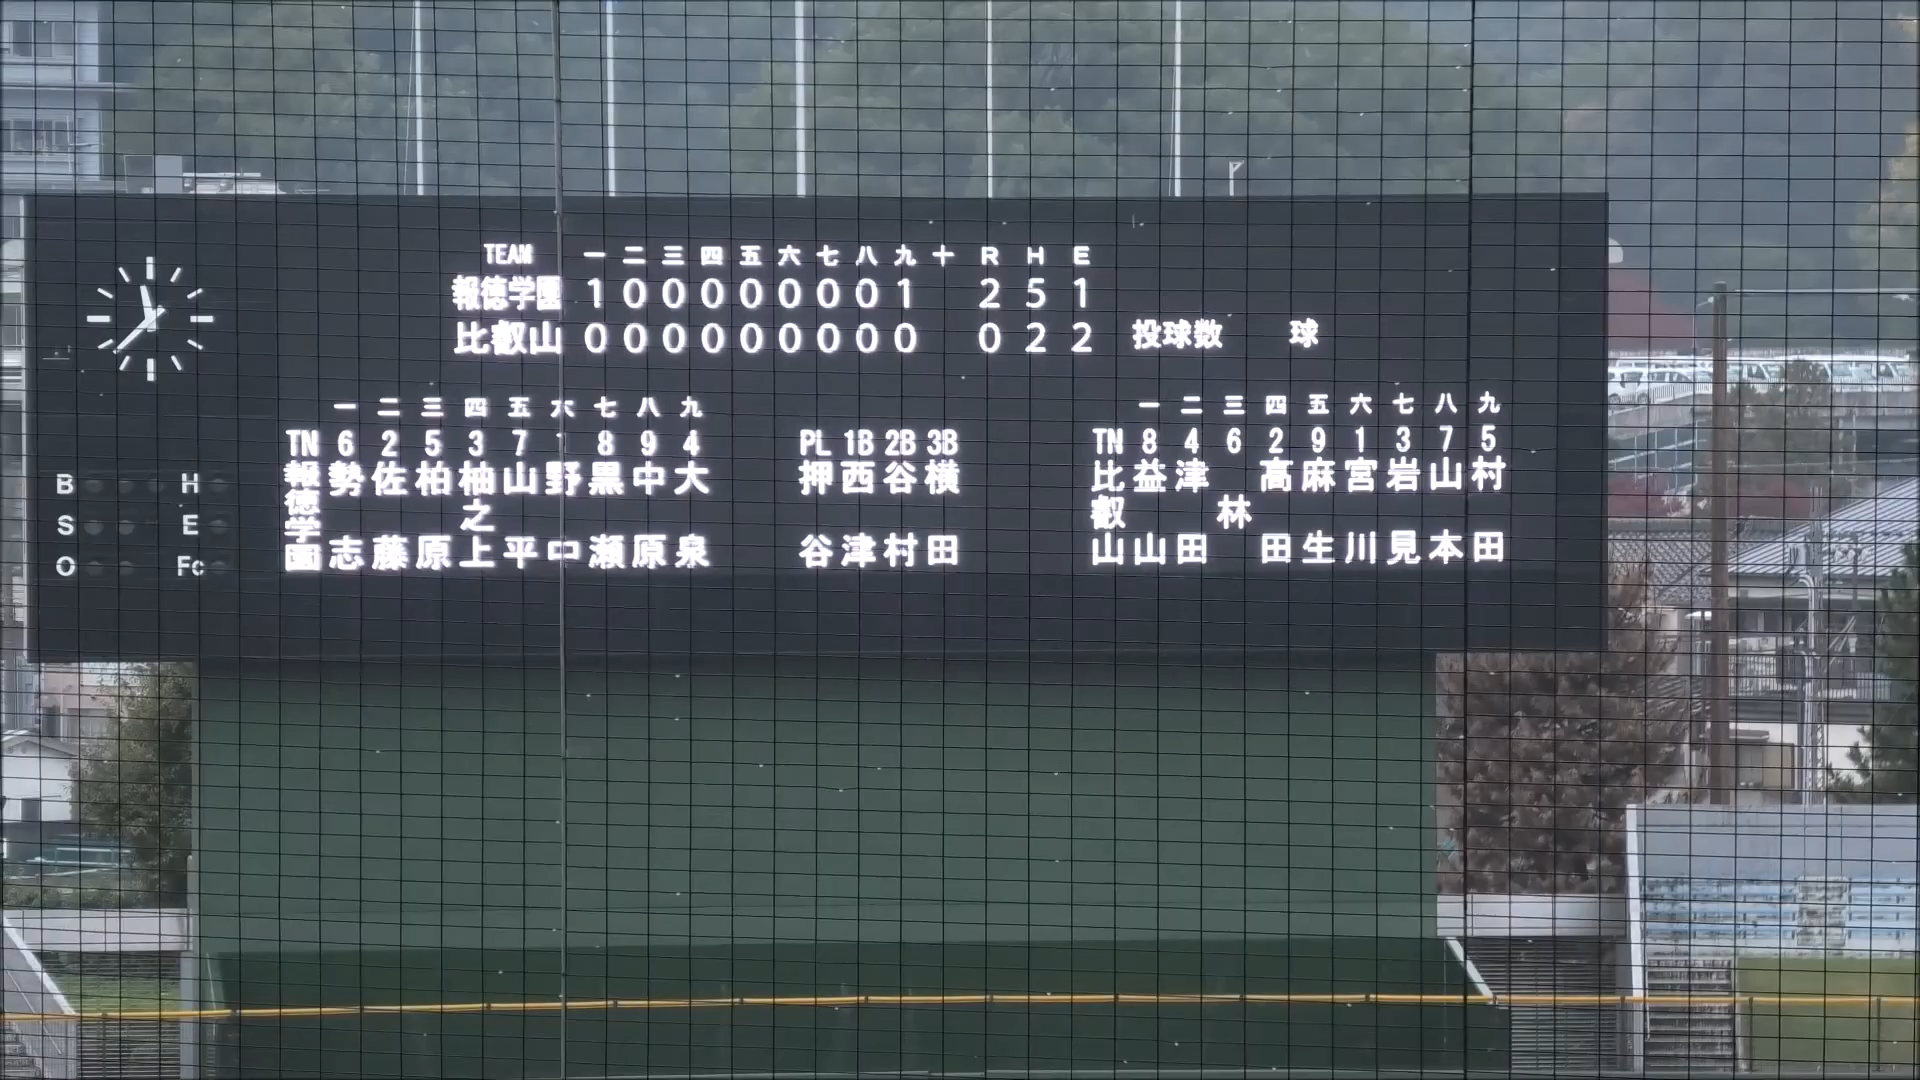 TEAM 一 二 三 四 五 六 七 八 九 十 R H E
報徳学園 1 0 0 0 0 0 0 0 1 2 5 1
比叡山 0 0 0 0 0 0 0 0 0 0 2 2 投球数 球
一 二 三 四 五 六 七 八 九
TN 6 2 5 3 7 1 8 9 4
報徳学園 勢志 佐藤 柏原 柚之上 山平 野中 黒瀬 中原 大泉
PL 1B 2B 3B
押谷 西津 谷村 横田
一 二 三 四 五 六 七 八 九
TN 8 4 6 2 9 1 3 7 5
比叡山 益山 津田 林 高田 麻生 宮川 岩見 山本 村田
B H
S E
O Fc